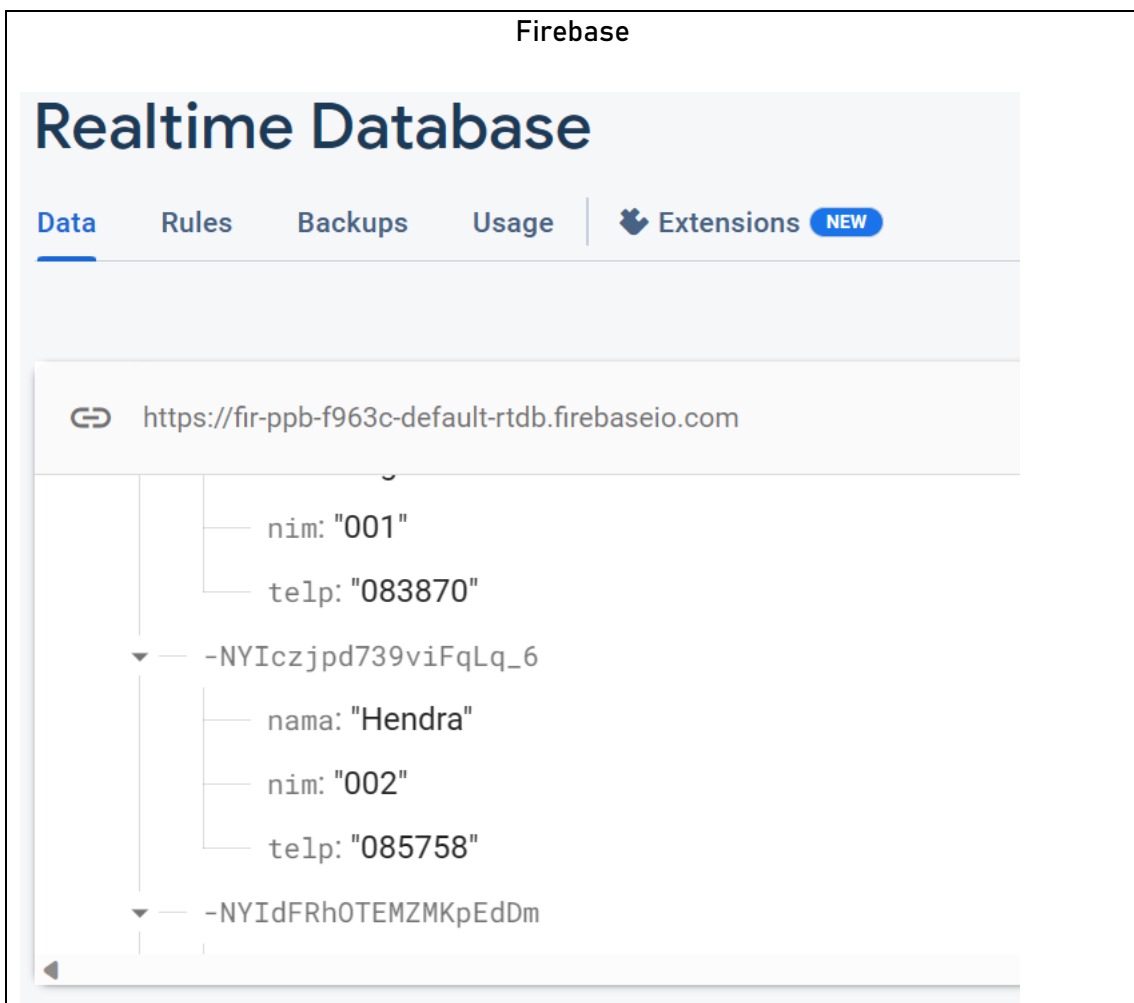 Firebase
Realtime Database
Data Rules Backups Usage Extensions NEW
https://fir-ppb-f963c-default-rtdb.firebaseio.com
nim: "001"
telp: "083870"
-NYIczjpd739viFqLq_6
nama: "Hendra"
nim: "002"
telp: "085758"
-NYIdFRhOTEMZMKpEdDm